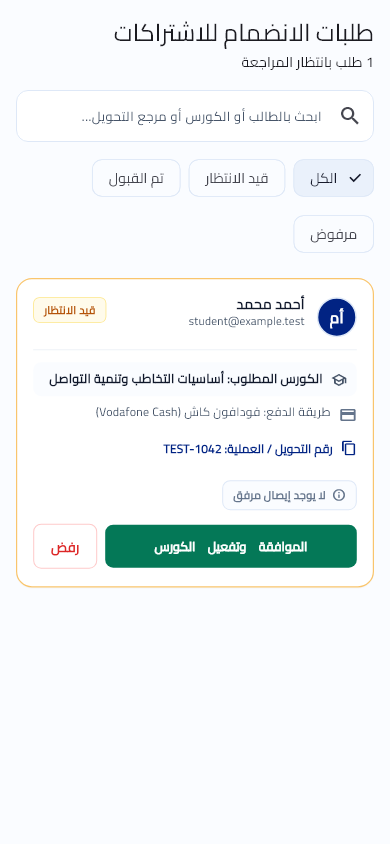 طلبات الانضمام للاشتراكات
1 طلب بانتظار المراجعة
ابحث بالطالب أو الكورس أو مرجع التحويل...
الكل
قيد الانتظار
تم القبول
مرفوض
أم
أحمد محمد
قيد الانتظار
student@example.test
الكورس المطلوب: أساسيات التخاطب وتنمية التواصل
طريقة الدفع: فودافون كاش (Vodafone Cash)
رقم التحويل / العملية: TEST-1042
لا يوجد إيصال مرفق
الموافقة وتفعيل الكورس
رفض